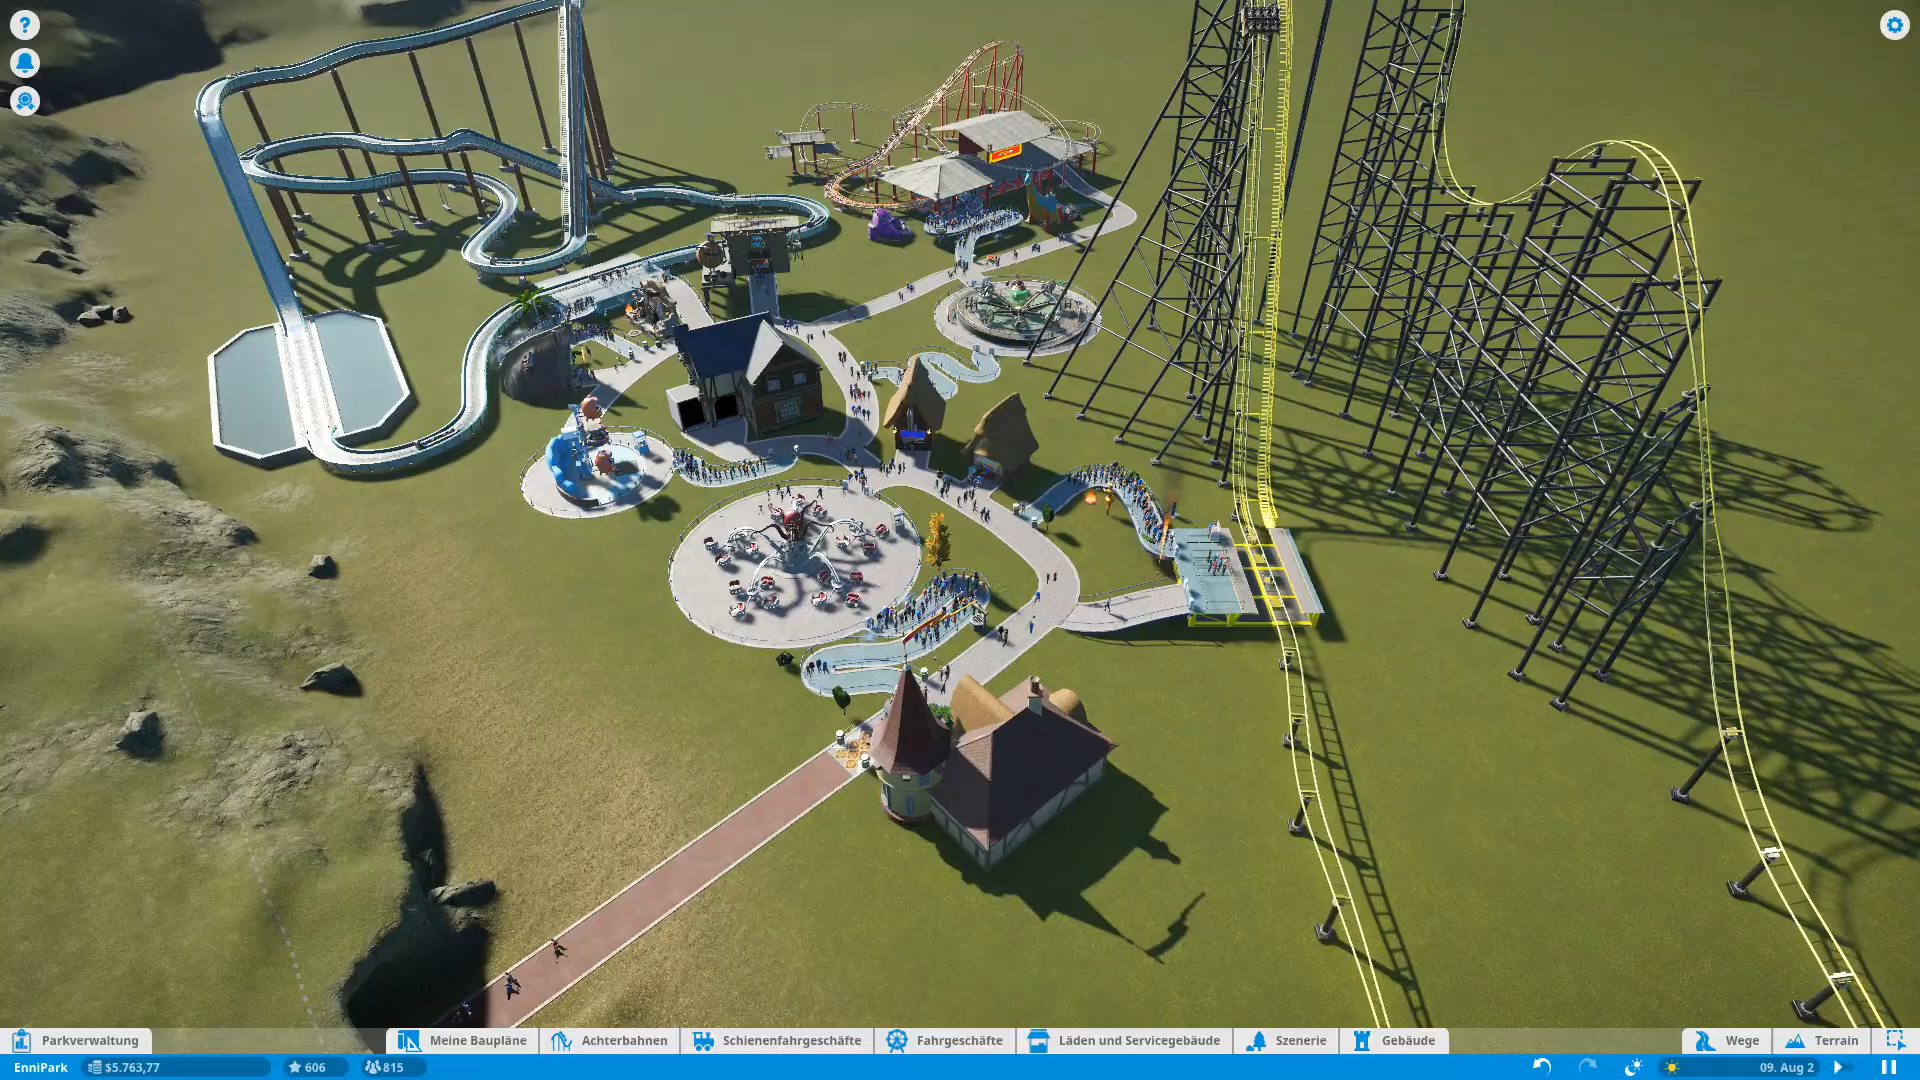 ?
Parkverwaltung
Meine Baupläne
Achterbahnen
Schienenfahrgeschäfte
Fahrgeschäfte
Läden und Servicegebäude
Szenerie
Gebäude
Wege
Terrain
EnniPark
$5.763,77
606
815
09. Aug 2